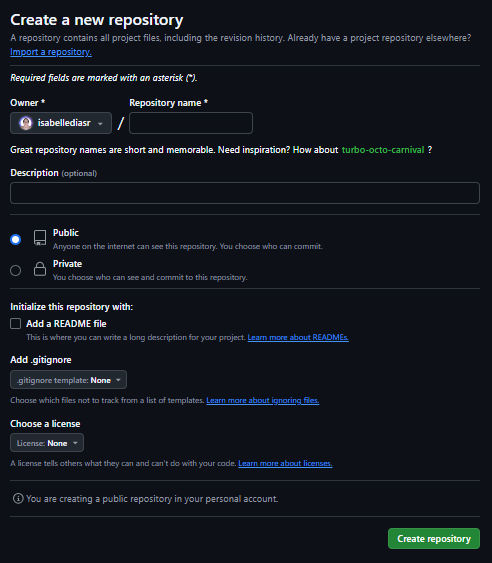 Create a new repository
A repository contains all project files, including the revision history. Already have a project repository elsewhere?
Import a repository.
Required fields are marked with an asterisk (*).
Owner * Repository name *
isabellediasr /
Great repository names are short and memorable. Need inspiration? How about turbo-octo-carnival ?
Description (optional)
Public
Anyone on the internet can see this repository. You choose who can commit.
Private
You choose who can see and commit to this repository.
Initialize this repository with:
Add a README file
This is where you can write a long description for your project. Learn more about READMEs.
Add .gitignore
.gitignore template: None
Choose which files not to track from a list of templates. Learn more about ignoring files.
Choose a license
License: None
A license tells others what they can and can't do with your code. Learn more about licenses.
You are creating a public repository in your personal account.
Create repository